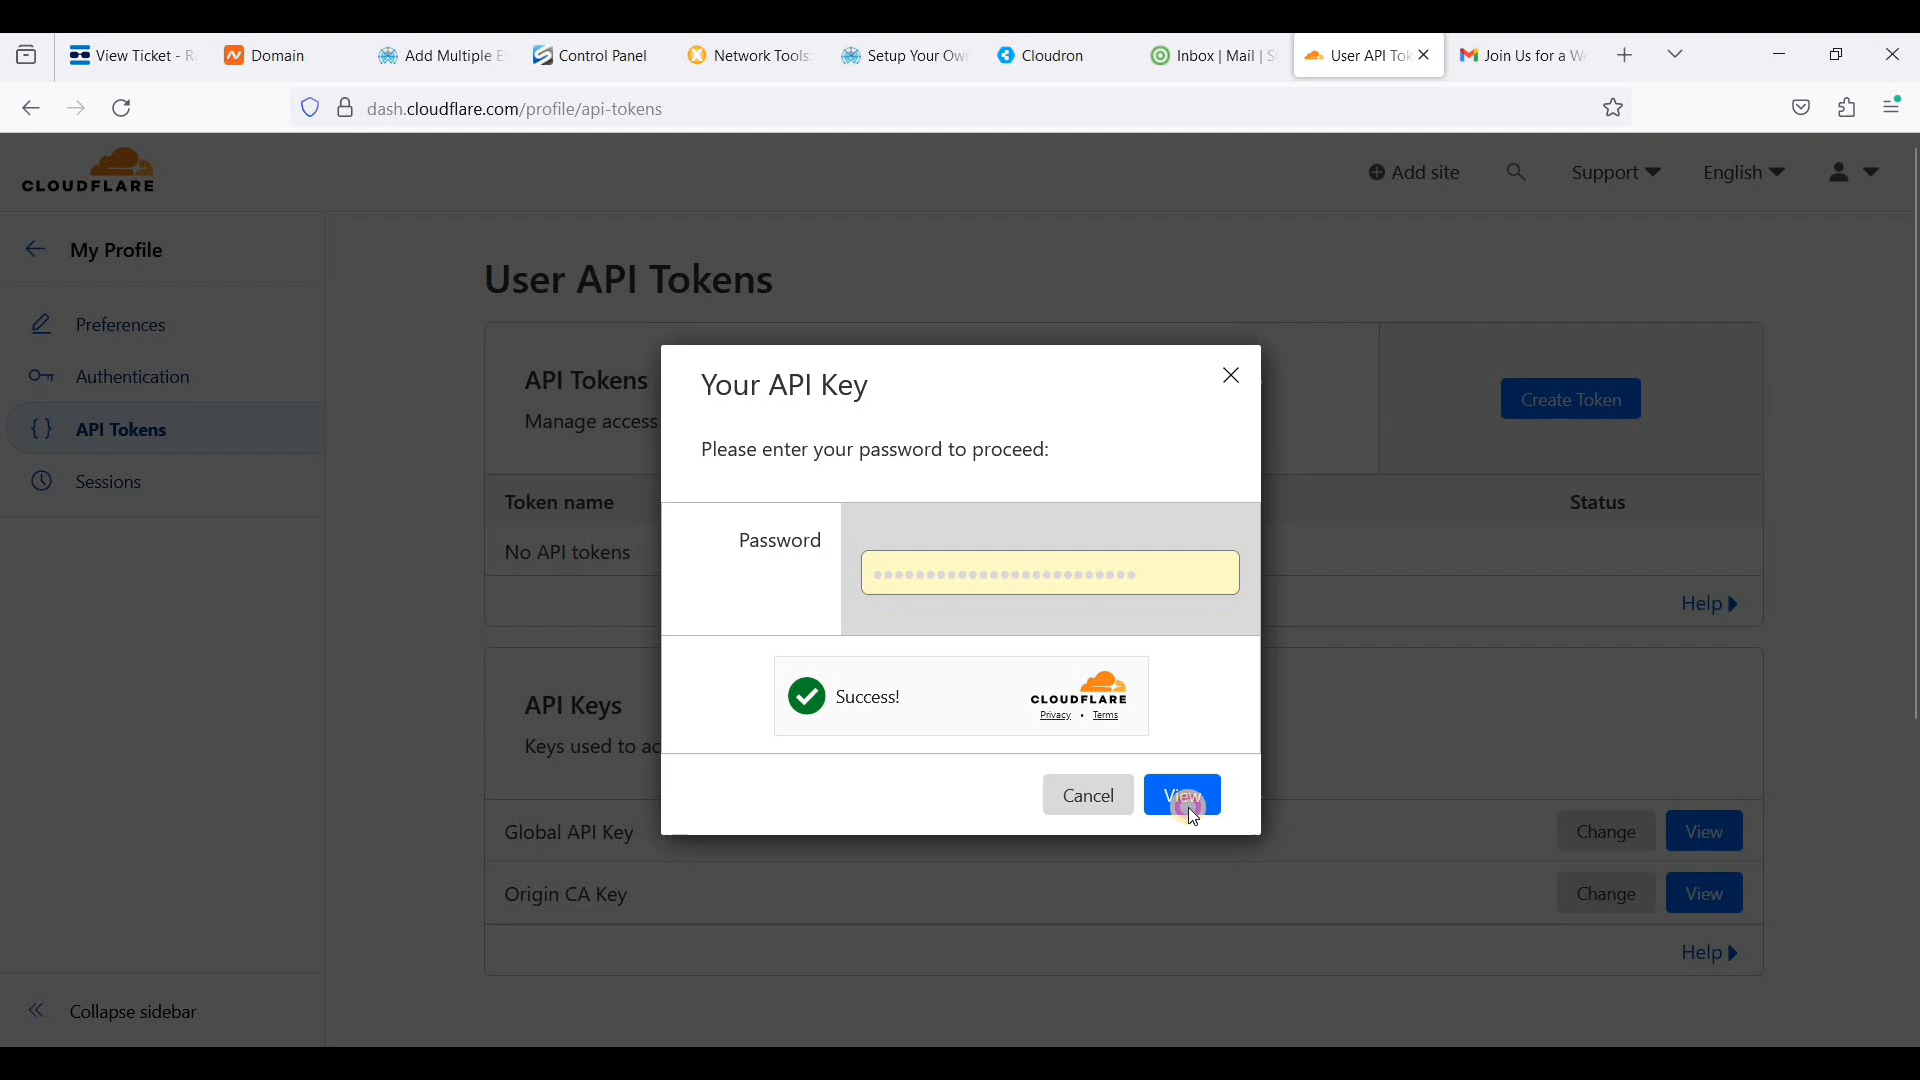 View Ticket - R
Domain
Add Multiple E
Control Panel
Network Tools:
Setup Your Ow
Cloudron
Inbox | Mail | S
User API Tok
Join Us for a W
dash.cloudflare.com/profile/api-tokens
CLOUDFLARE
Add site
Support
English
My Profile
Preferences
Authentication
API Tokens
Sessions
Collapse sidebar
User API Tokens
API Tokens
Manage access
Create Token
Token name
Status
No API tokens
Help
API Keys
Keys used to ac
Global API Key
Change
View
Origin CA Key
Change
View
Help
Your API Key
Please enter your password to proceed:
Password
Success!
CLOUDFLARE
Privacy • Terms
Cancel
View